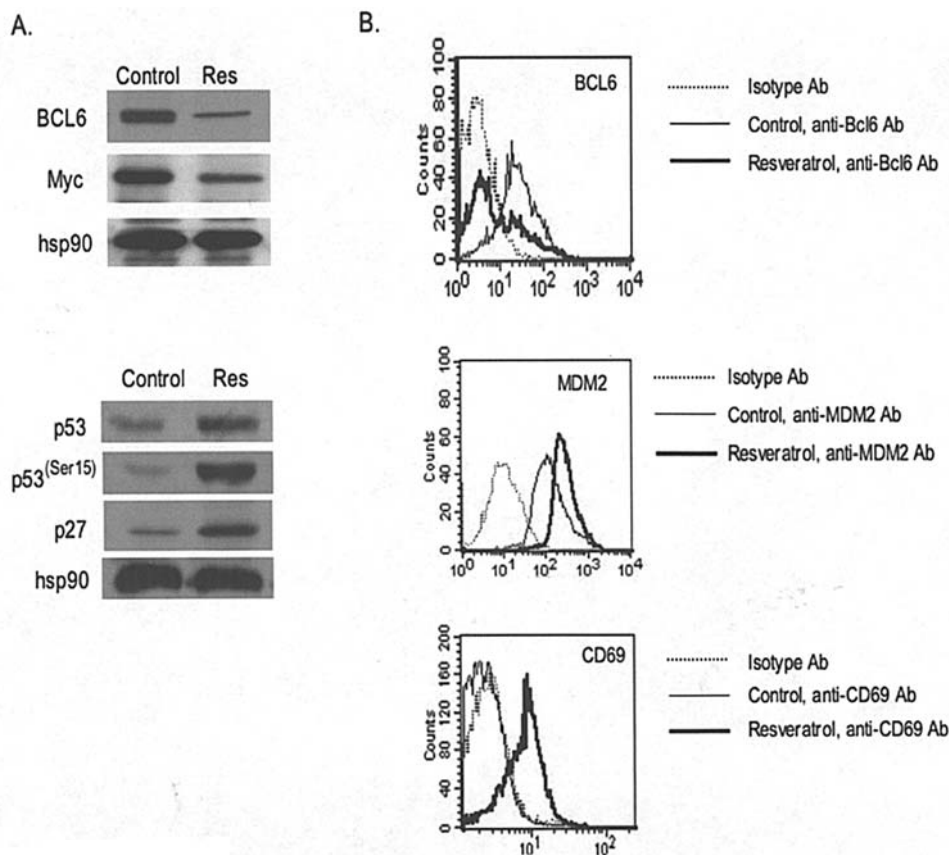 A.
Control Res
BCL6
Myc
hsp90
Control Res
p53
p53(Ser15)
p27
hsp90
B.
BCL6
Counts
100
80
60
40
20
0
10^0 10^1 10^2 10^3 10^4
Isotype Ab
Control, anti-Bcl6 Ab
Resveratrol, anti-Bcl6 Ab
MDM2
Counts
100
80
60
40
20
0
10^0 10^1 10^2 10^3 10^4
Isotype Ab
Control, anti-MDM2 Ab
Resveratrol, anti-MDM2 Ab
CD69
Counts
200
160
120
80
40
0
10^1 10^2
Isotype Ab
Control, anti-CD69 Ab
Resveratrol, anti-CD69 Ab